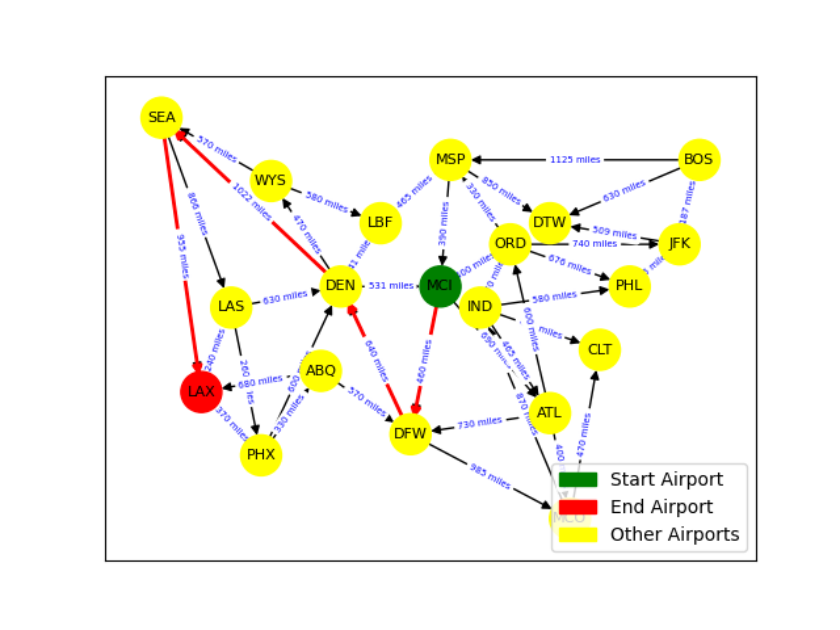 SEA
MSP
BOS
1125 miles
570 miles
WYS
850 miles
1022 miles
580 miles
465 miles
330 miles
630 miles
866 miles
LBF
390 miles
DTW
187 miles
955 miles
470 miles
ORD
509 miles
740 miles
JFK
676 miles
DEN
531 miles
MCI
PHL
LAS
630 miles
IND
580 miles
600 miles
240 miles
640 miles
690
465 miles
CLT
260
460 miles
LAX
680 miles
ABQ
600
570 miles
870 miles
370 miles
330 miles
DFW
730 miles
ATL
470 miles
PHX
985 miles
400
MCO
Start Airport
End Airport
Other Airports